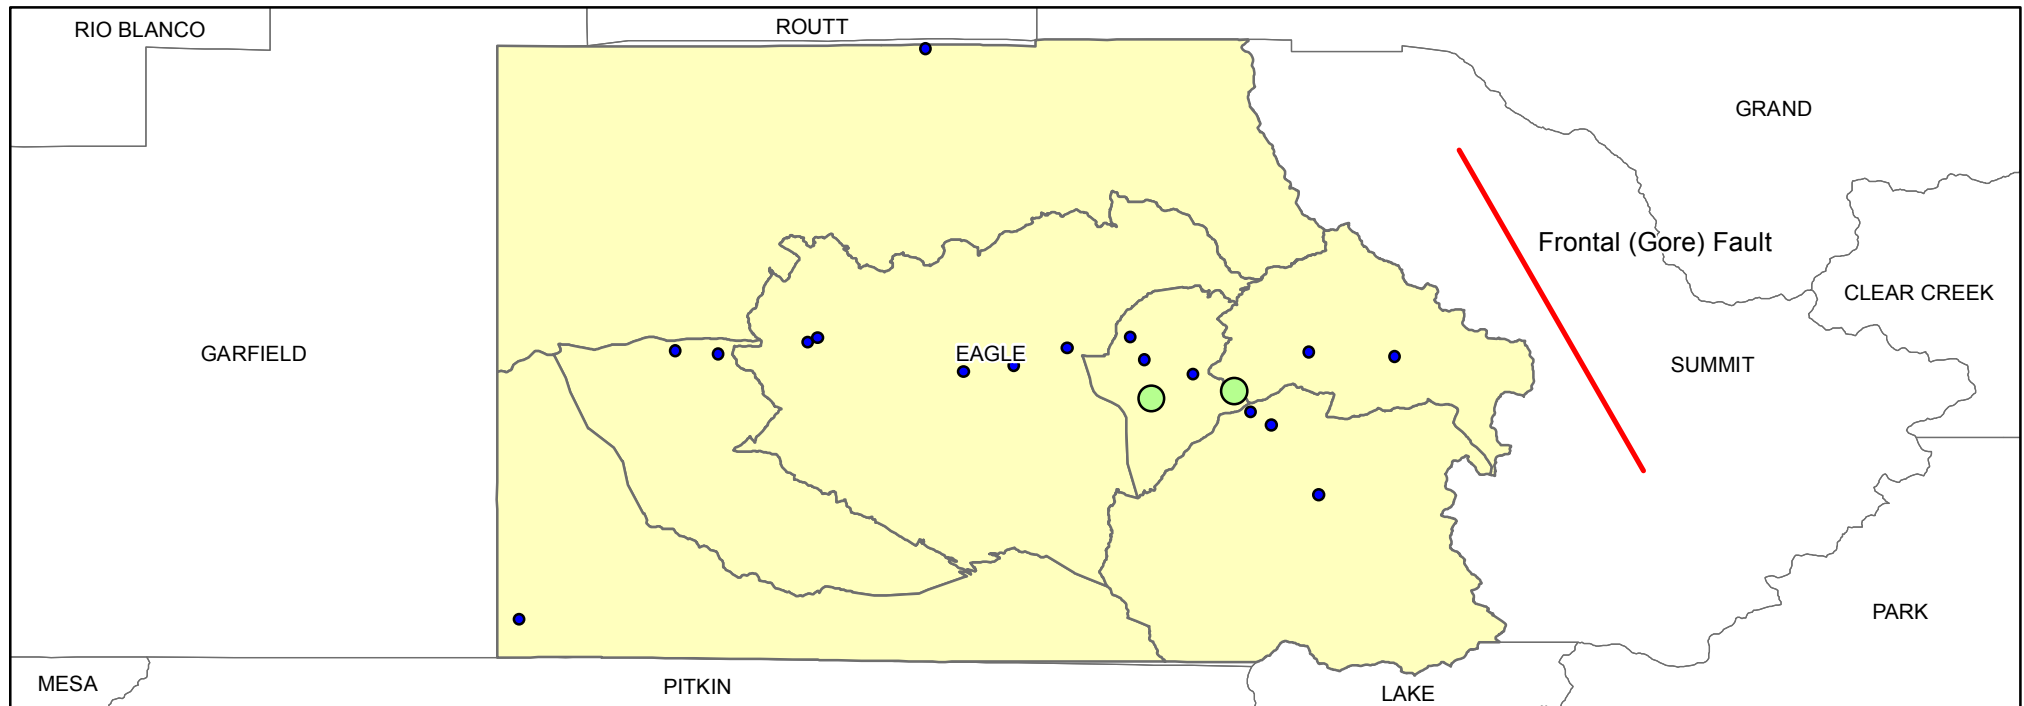 RIO BLANCO
ROUTT
GRAND
Frontal (Gore) Fault
CLEAR CREEK
GARFIELD
EAGLE
SUMMIT
PARK
MESA
PITKIN
LAKE